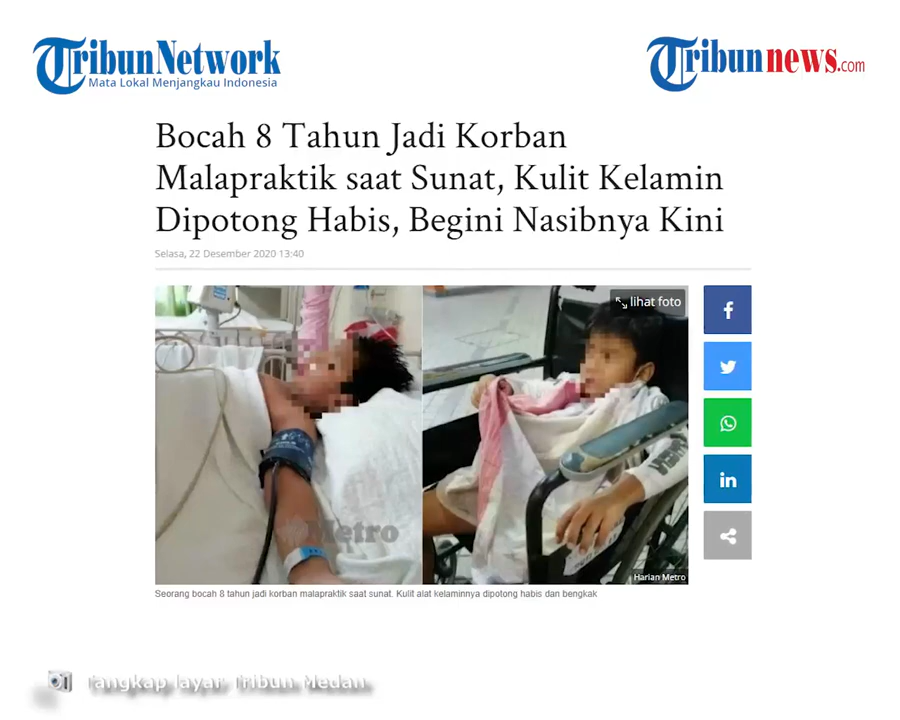 TribunNetwork
Mata Lokal Menjangkau Indonesia
Tribunnews.com
Bocah 8 Tahun Jadi Korban
Malapraktik saat Sunat, Kulit Kelamin
Dipotong Habis, Begini Nasibnya Kini
Selasa, 22 Desember 2020 13:40
lihat foto
Metro
Harian Metro
Seorang bocah 8 tahun jadi korban malapraktik saat sunat. Kulit alat kelaminnya dipotong habis dan bengkak
Tangkap layar Tribun Medan